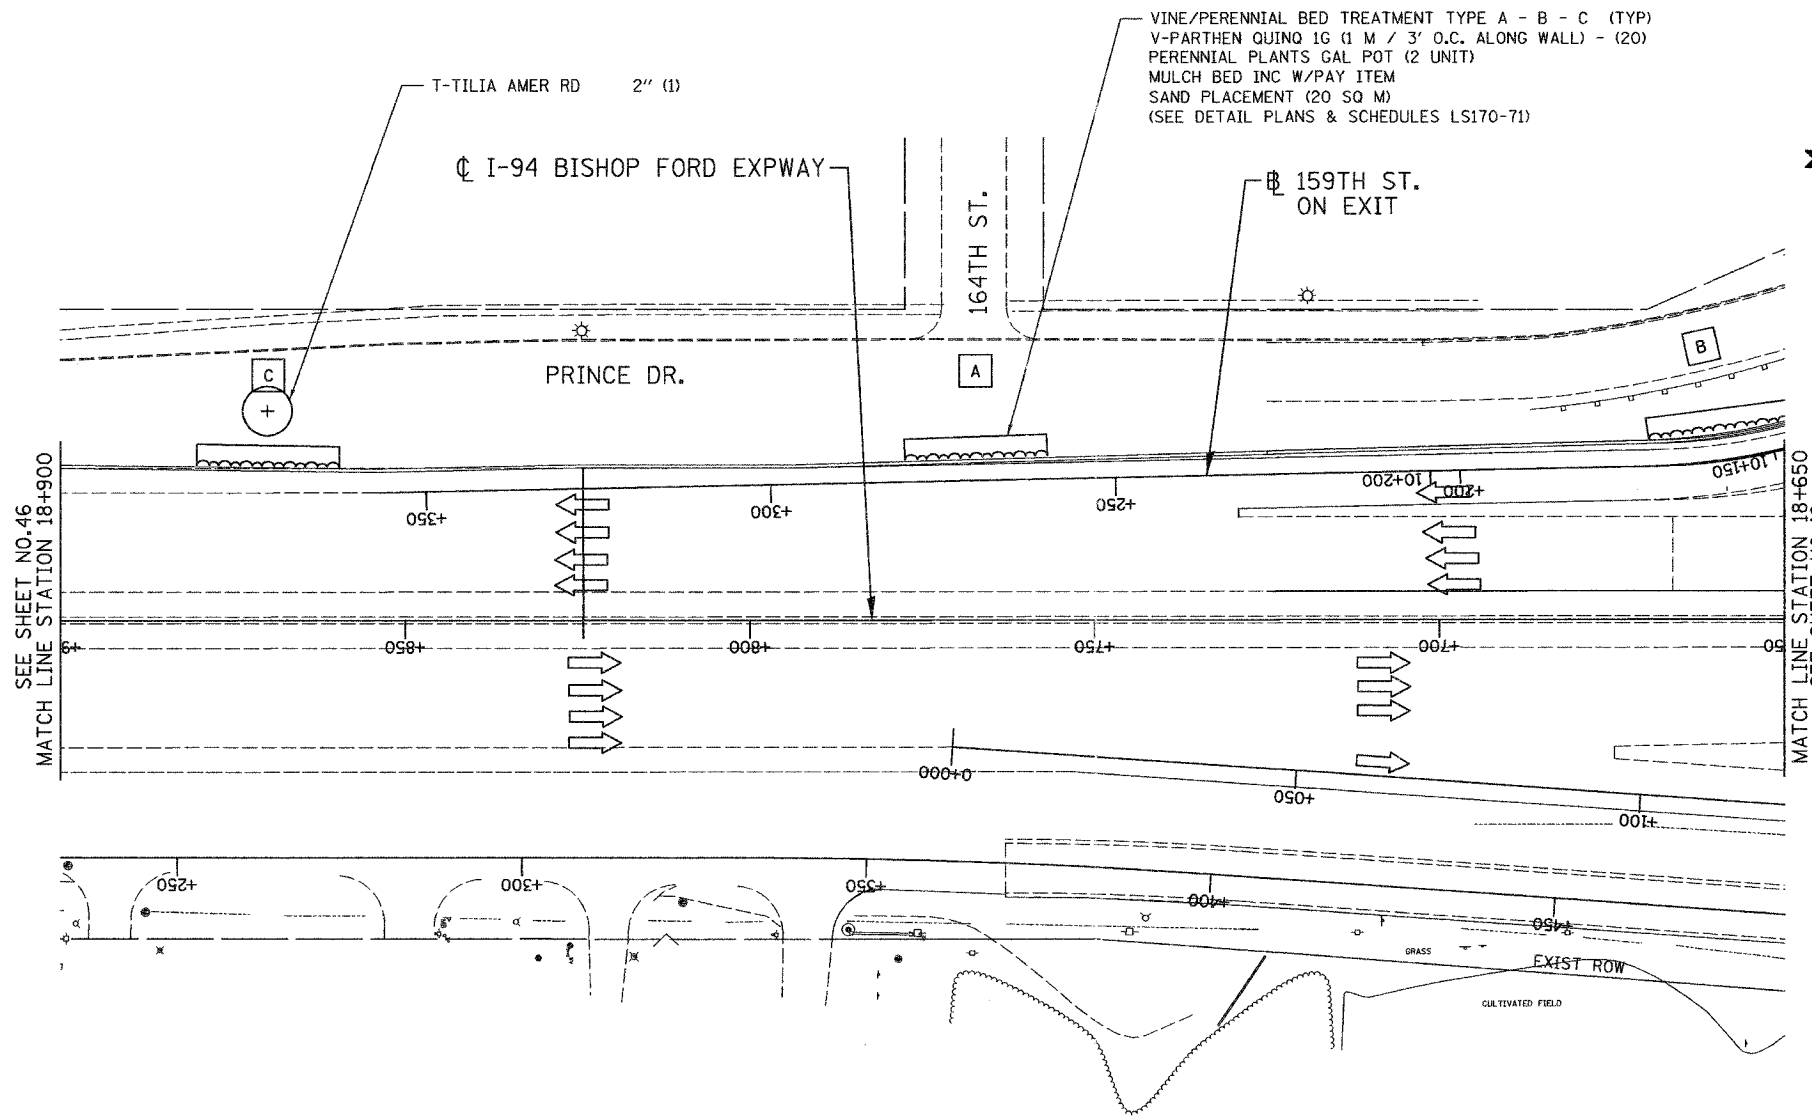 VINE/PERENNIAL BED TREATMENT TYPE A - B - C (TYP)
V-PARTHEN QUINQ 1G (1 M / 3' O.C. ALONG WALL) - (20)
PERENNIAL PLANTS GAL POT (2 UNIT)
MULCH BED INC W/PAY ITEM
SAND PLACEMENT (20 SQ M)
(SEE DETAIL PLANS & SCHEDULES LS170-71)
T-TILIA AMER RD 2" (1)
℄ I-94 BISHOP FORD EXPWAY
BL 159TH ST.
ON EXIT
164TH ST.
PRINCE DR.
C
A
B
SEE SHEET NO.46
MATCH LINE STATION 18+900
MATCH LINE STATION 18+650
+350
+300
+250
10+200
+200
10+150
+9
+850
+800
+750
+700
50
0+000
+050
+100
+250
+300
+350
+400
+450
GRASS
EXIST ROW
CULTIVATED FIELD